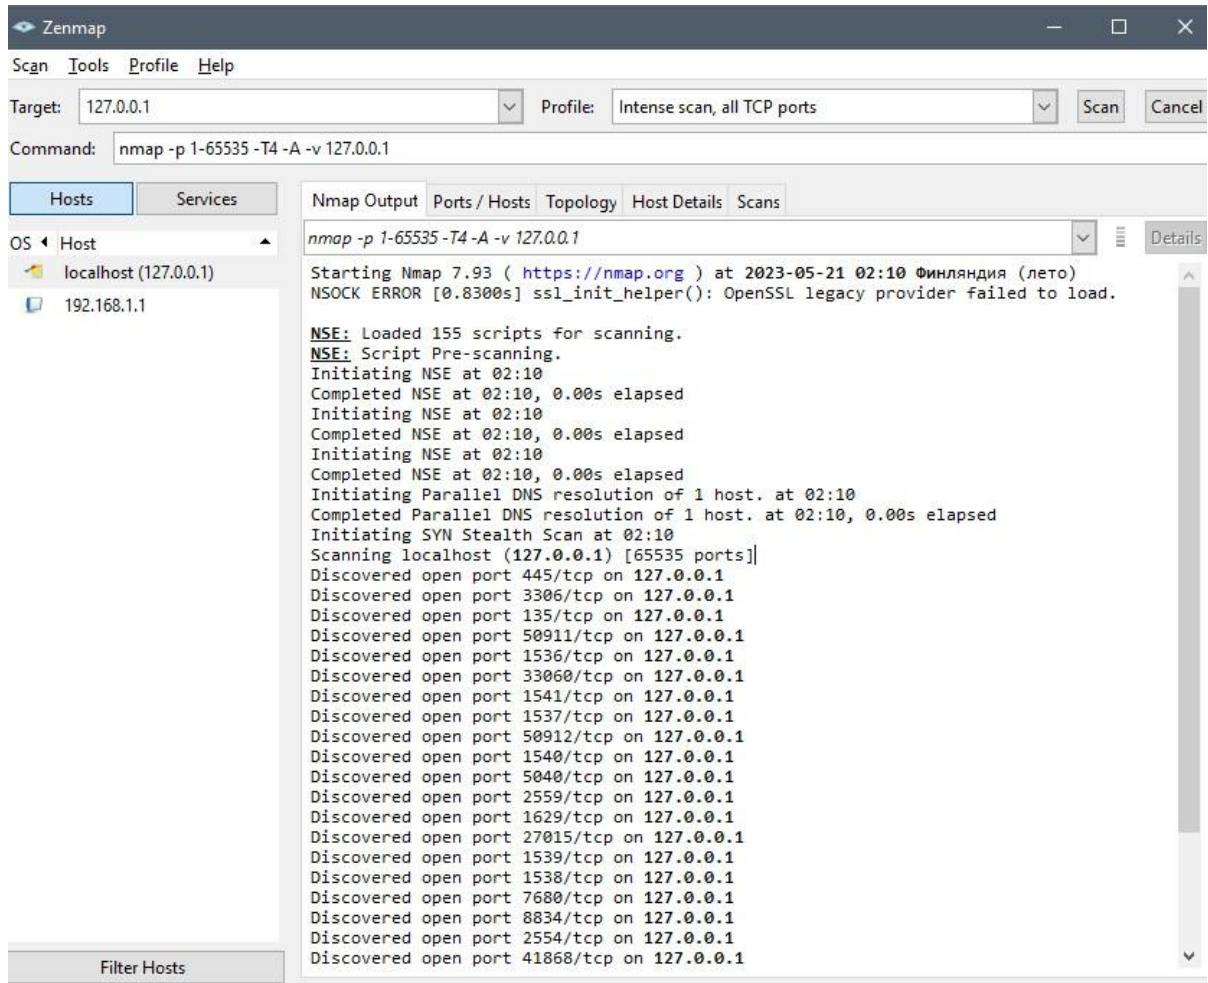 Zenmap
Scan Tools Profile Help
Target: 127.0.0.1 Profile: Intense scan, all TCP ports Scan Cancel
Command: nmap -p 1-65535 -T4 -A -v 127.0.0.1
Hosts Services
OS Host
localhost (127.0.0.1)
192.168.1.1
Filter Hosts
Nmap Output Ports / Hosts Topology Host Details Scans
nmap -p 1-65535 -T4 -A -v 127.0.0.1 Details
Starting Nmap 7.93 ( https://nmap.org ) at 2023-05-21 02:10 Финляндия (лето)
NSOCK ERROR [0.8300s] ssl_init_helper(): OpenSSL legacy provider failed to load.
NSE: Loaded 155 scripts for scanning.
NSE: Script Pre-scanning.
Initiating NSE at 02:10
Completed NSE at 02:10, 0.00s elapsed
Initiating NSE at 02:10
Completed NSE at 02:10, 0.00s elapsed
Initiating NSE at 02:10
Completed NSE at 02:10, 0.00s elapsed
Initiating Parallel DNS resolution of 1 host. at 02:10
Completed Parallel DNS resolution of 1 host. at 02:10, 0.00s elapsed
Initiating SYN Stealth Scan at 02:10
Scanning localhost (127.0.0.1) [65535 ports]
Discovered open port 445/tcp on 127.0.0.1
Discovered open port 3306/tcp on 127.0.0.1
Discovered open port 135/tcp on 127.0.0.1
Discovered open port 50911/tcp on 127.0.0.1
Discovered open port 1536/tcp on 127.0.0.1
Discovered open port 33060/tcp on 127.0.0.1
Discovered open port 1541/tcp on 127.0.0.1
Discovered open port 1537/tcp on 127.0.0.1
Discovered open port 50912/tcp on 127.0.0.1
Discovered open port 1540/tcp on 127.0.0.1
Discovered open port 5040/tcp on 127.0.0.1
Discovered open port 2559/tcp on 127.0.0.1
Discovered open port 1629/tcp on 127.0.0.1
Discovered open port 27015/tcp on 127.0.0.1
Discovered open port 1539/tcp on 127.0.0.1
Discovered open port 1538/tcp on 127.0.0.1
Discovered open port 7680/tcp on 127.0.0.1
Discovered open port 8834/tcp on 127.0.0.1
Discovered open port 2554/tcp on 127.0.0.1
Discovered open port 41868/tcp on 127.0.0.1